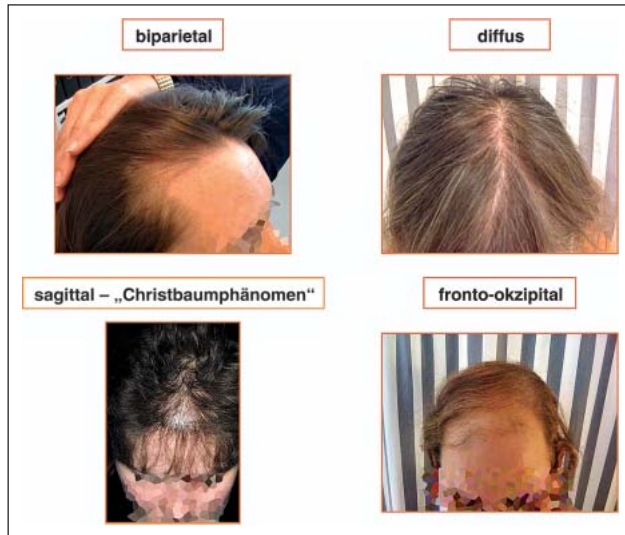 biparietal
diffus
sagittal – „Christbaumphänomen“
fronto-okzipital